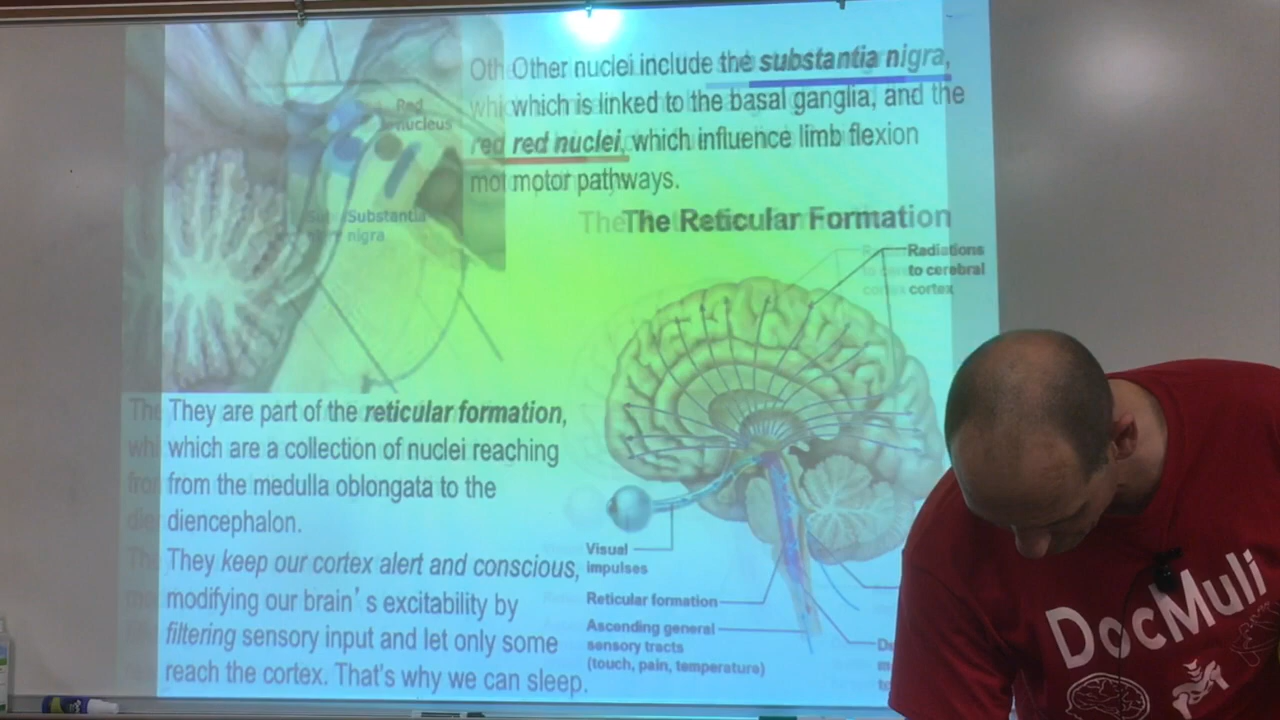 Other nuclei include the substantia nigra,
which is linked to the basal ganglia, and the
red nuclei, which influence limb flexion
motor pathways.
Red
nucleus
Substantia
nigra
The Reticular Formation
Radiations
to cerebral
cortex
They are part of the reticular formation,
which are a collection of nuclei reaching
from the medulla oblongata to the
diencephalon.
They keep our cortex alert and conscious,
modifying our brain's excitability by
filtering sensory input and let only some
reach the cortex. That's why we can sleep.
Visual
impulses
Reticular formation
Ascending general
sensory tracts
(touch, pain, temperature)
DocMuli